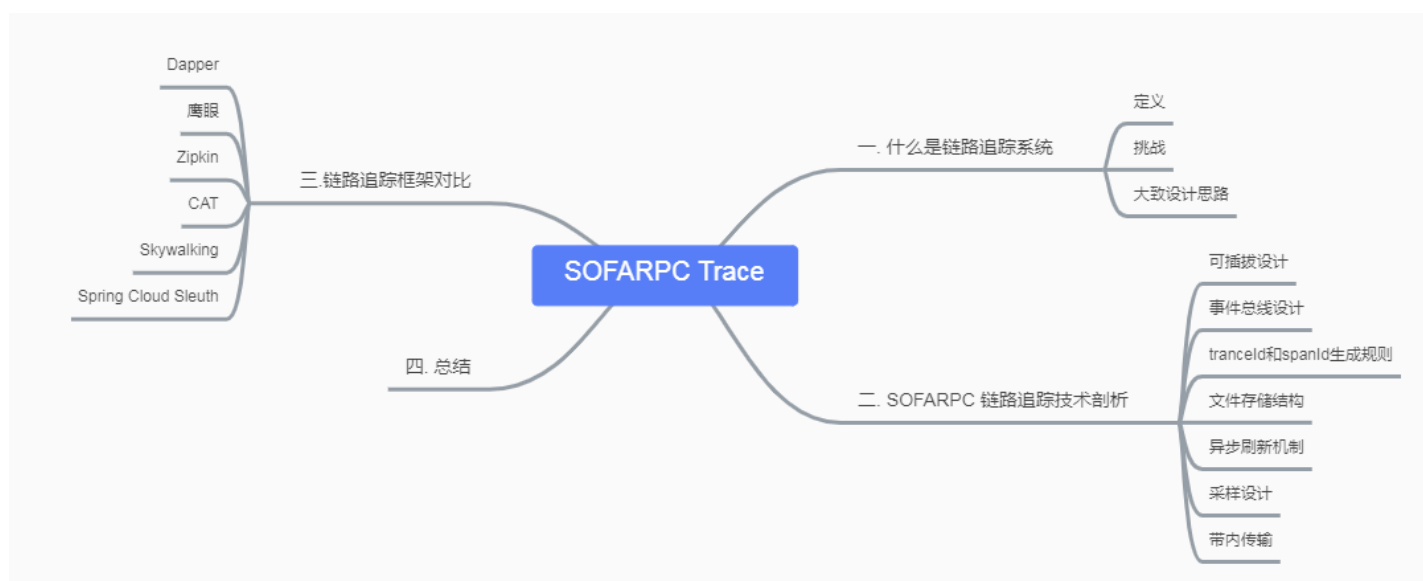 SOFARPC Trace
一. 什么是链路追踪系统
定义
挑战
大致设计思路
二. SOFARPC 链路追踪技术剖析
可插拔设计
事件总线设计
tranceId和spanId生成规则
文件存储结构
异步刷新机制
采样设计
带内传输
三.链路追踪框架对比
Dapper
鹰眼
Zipkin
CAT
Skywalking
Spring Cloud Sleuth
四. 总结